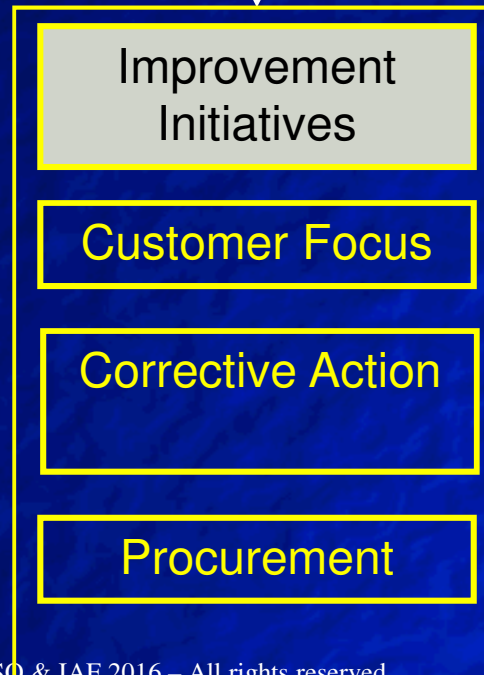 Improvement
Initiatives
Customer Focus
Corrective Action
Procurement
& IAF 2016 – All rights reserved